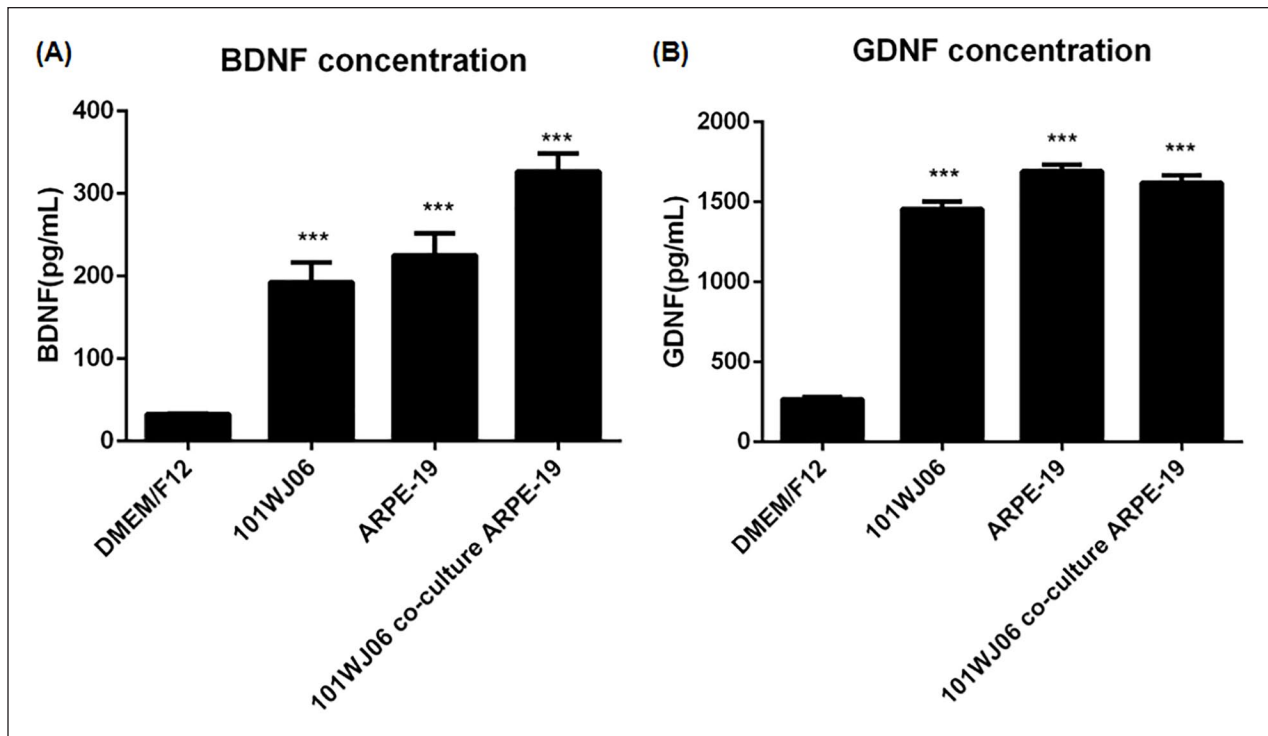 (A)
BDNF concentration
BDNF(pg/mL)
400
300
200
100
0
***
***
***
DMEM/F12
101WJ06
ARPE-19
101WJ06 co-culture ARPE-19
(B)
GDNF concentration
GDNF(pg/mL)
2000
1500
1000
500
0
***
***
***
DMEM/F12
101WJ06
ARPE-19
101WJ06 co-culture ARPE-19